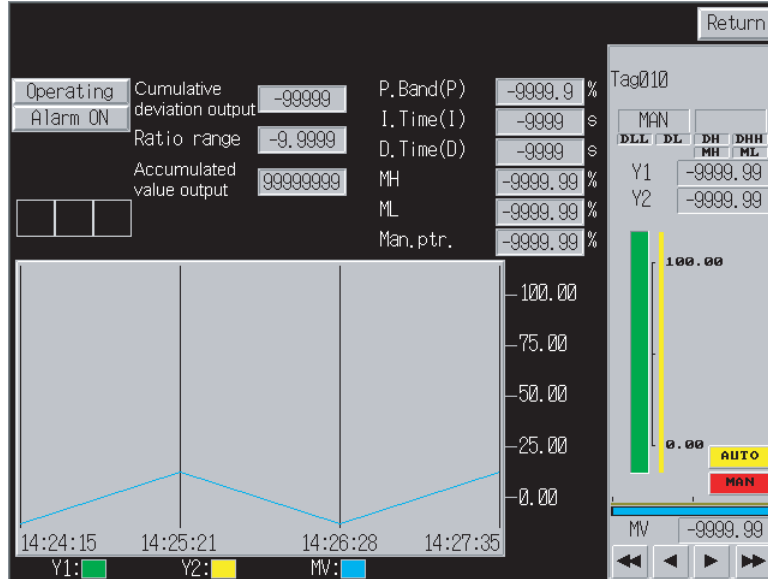 Return
Operating
Alarm ON
Cumulative
deviation output
-99999
Ratio range
-9.9999
Accumulated
value output
99999999
P.Band(P)
-9999.9 %
I.Time(I)
-9999 s
D.Time(D)
-9999 s
MH
-9999.99 %
ML
-9999.99 %
Man.ptr.
-9999.99 %
Tag010
MAN
DLL DL DH DHH
MH ML
Y1 -9999.99
Y2 -9999.99
100.00
0.00
AUTO
MAN
MV -9999.99
100.00
75.00
50.00
25.00
0.00
14:24:15 14:25:21 14:26:28 14:27:35
Y1: Y2: MV: